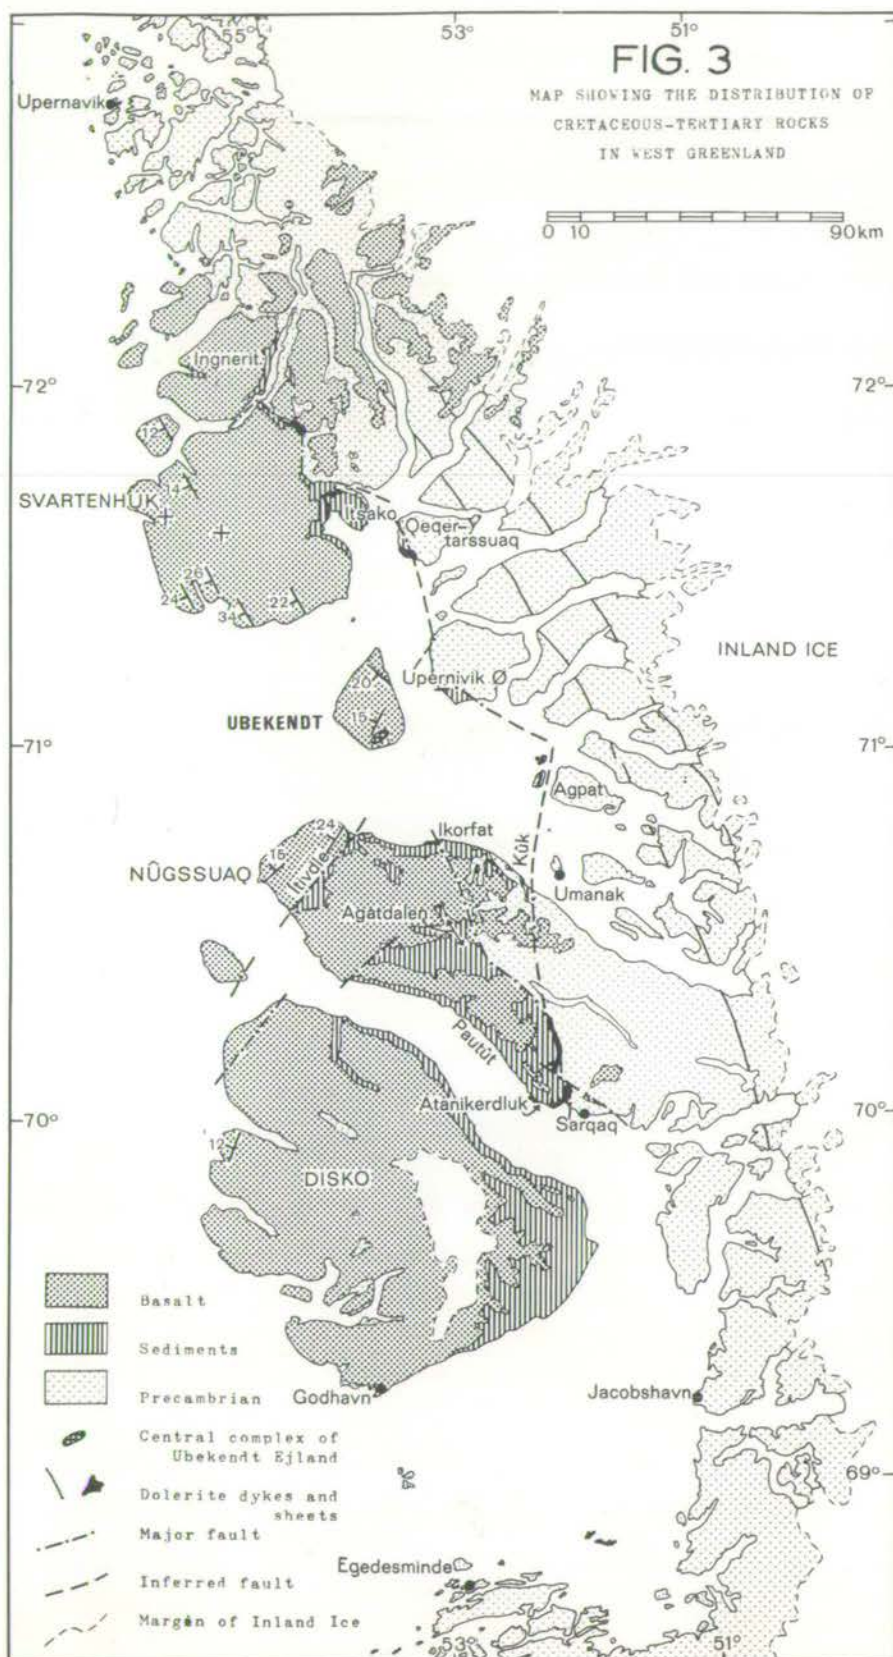 55°
53°
51°
FIG. 3
MAP SHOWING THE DISTRIBUTION OF
CRETACEOUS-TERTIARY ROCKS
IN WEST GREENLAND
0 10 90km
Upernavik
Ingnerit
72°
72°
12
14
SVARTENHUK
Itsako
Qeqer-
tarssuaq
26
24
34
22
INLAND ICE
Upernivik Ø
20
15
UBEKENDT
71°
71°
Agpat
Ikorfat
24
15
Itivdle
Kûk
NÛGSSUAQ
Umanak
Agatdalen
Pautût
Atanikerdluk
Sarqaq
70°
70°
12
DISKO
Basalt
Sediments
Precambrian
Godhavn
Jacobshavn
Central complex of
Ubekendt Ejland
Dolerite dykes and
sheets
69°
Major fault
Inferred fault
Egedesminde
Margin of Inland Ice
53°
51°